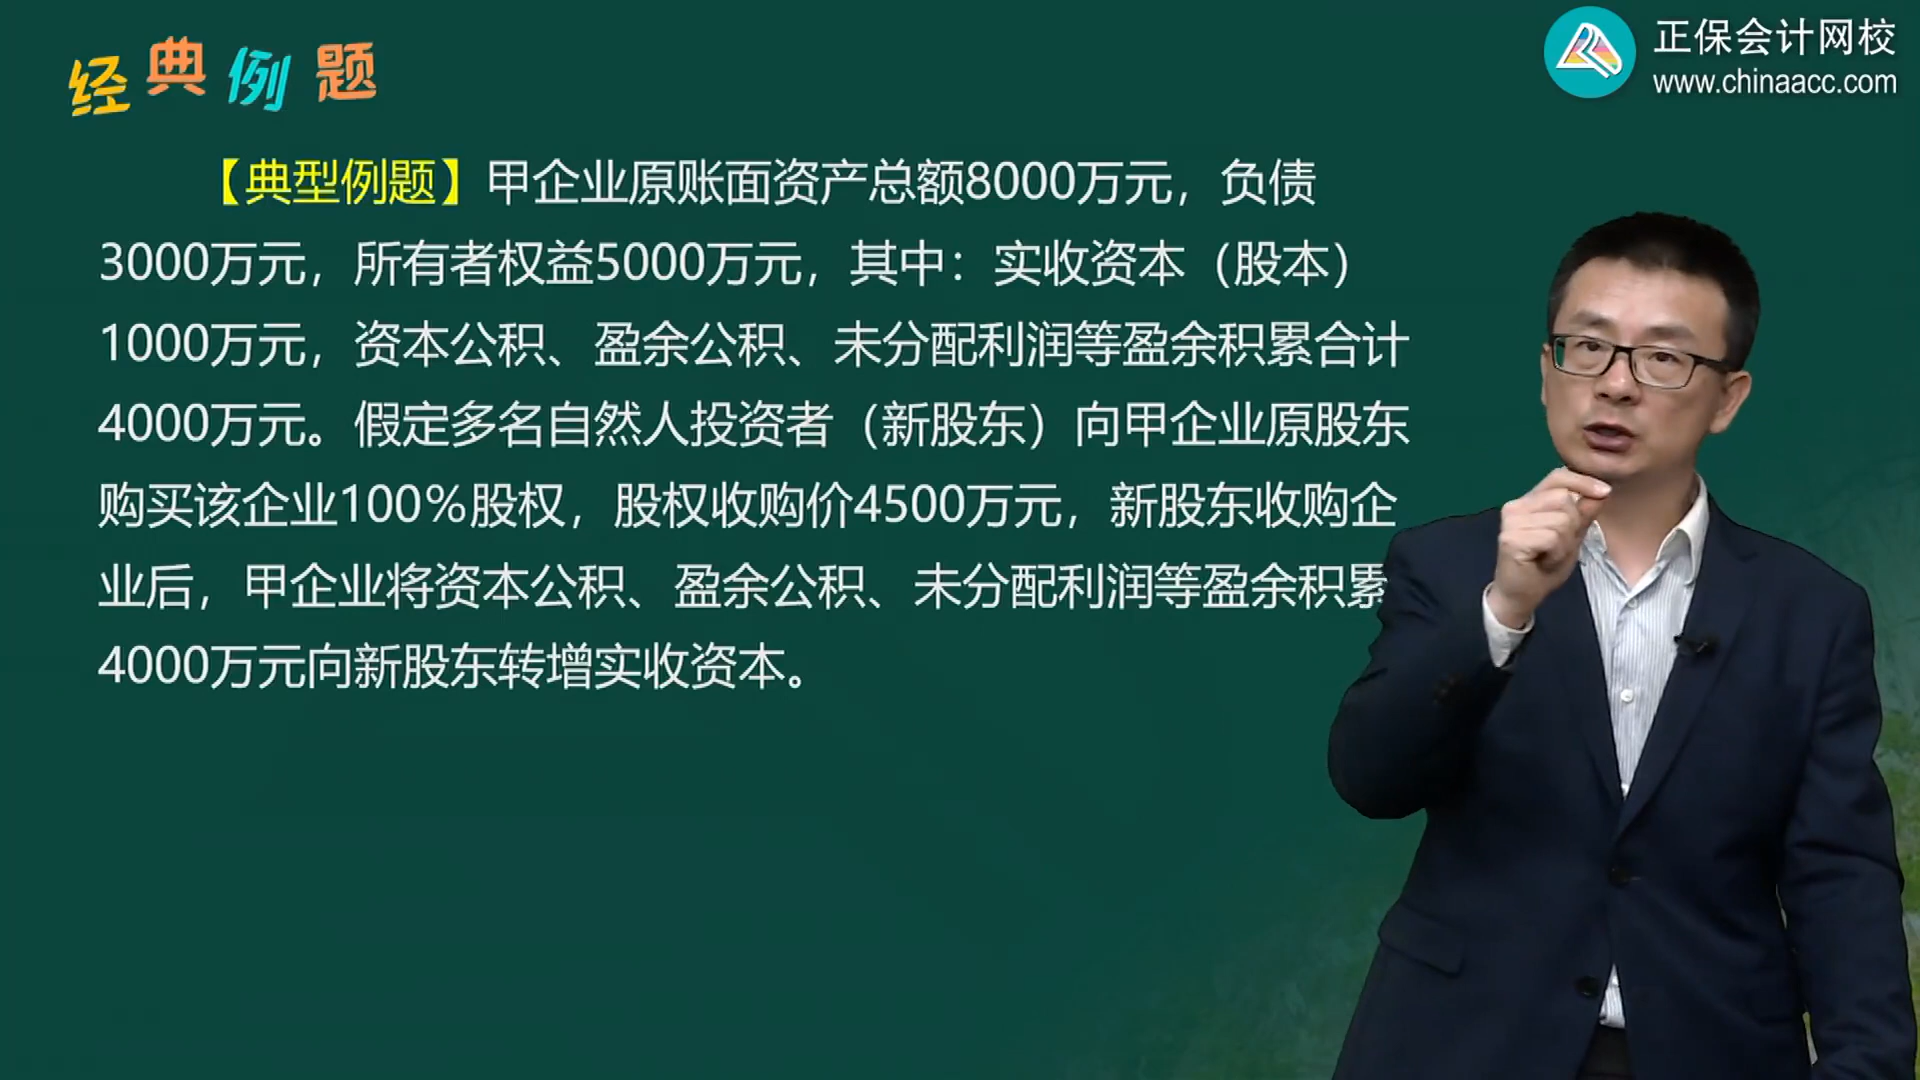 经典例题
正保会计网校
www.chinaacc.com
【典型例题】甲企业原账面资产总额8000万元，负债
3000万元，所有者权益5000万元，其中：实收资本（股本）
1000万元，资本公积、盈余公积、未分配利润等盈余积累合计
4000万元。假定多名自然人投资者（新股东）向甲企业原股东
购买该企业100%股权，股权收购价4500万元，新股东收购企
业后，甲企业将资本公积、盈余公积、未分配利润等盈余积累
4000万元向新股东转增实收资本。